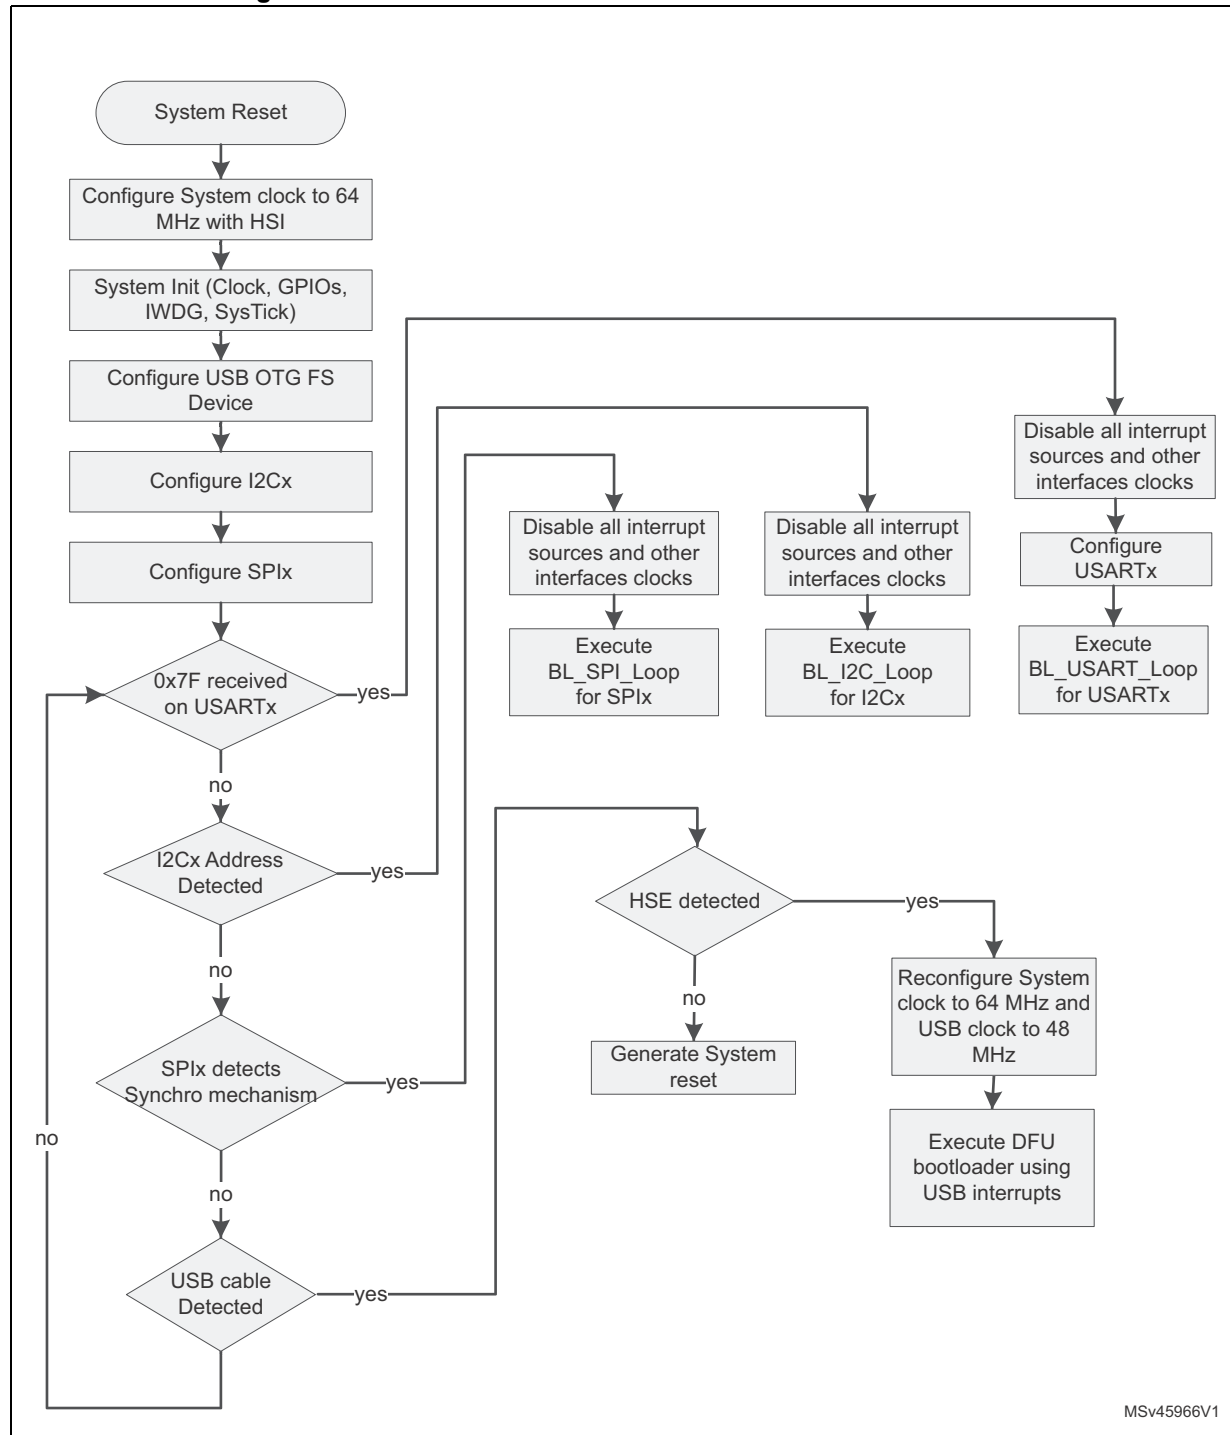 System Reset
Configure System clock to 64
MHz with HSI
System Init (Clock, GPIOs,
IWDG, SysTick)
Configure USB OTG FS
Device
Configure I2Cx
Configure SPIx
0x7F received
on USARTx
yes
no
I2Cx Address
Detected
yes
no
SPIx detects
Synchro mechanism
yes
no
USB cable
Detected
yes
no
Disable all interrupt
sources and other
interfaces clocks
Execute
BL_SPI_Loop
for SPIx
Disable all interrupt
sources and other
interfaces clocks
Execute
BL_I2C_Loop
for I2Cx
Disable all interrupt
sources and other
interfaces clocks
Configure
USARTx
Execute
BL_USART_Loop
for USARTx
HSE detected
yes
no
Generate System
reset
Reconfigure System
clock to 64 MHz and
USB clock to 48
MHz
Execute DFU
bootloader using
USB interrupts
MSv45966V1